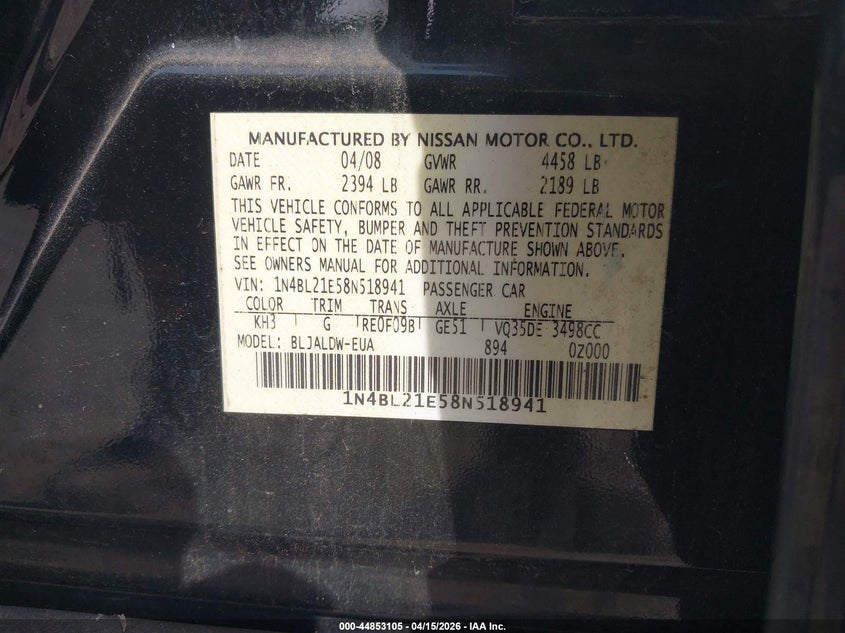 MANUFACTURED BY NISSAN MOTOR CO., LTD.
DATE 04/08 GVWR 4458 LB
GAWR FR. 2394 LB GAWR RR. 2189 LB
THIS VEHICLE CONFORMS TO ALL APPLICABLE FEDERAL MOTOR
VEHICLE SAFETY, BUMPER AND THEFT PREVENTION STANDARDS
IN EFFECT ON THE DATE OF MANUFACTURE SHOWN ABOVE.
SEE OWNERS MANUAL FOR ADDITIONAL INFORMATION.
VIN: 1N4BL21E58N518941 PASSENGER CAR
COLOR TRIM TRANS AXLE ENGINE
KH3 G RE0F09B GE51 VQ35DE 3498CC
MODEL: BLJALDW-EUA 894 0Z000
1N4BL21E58N518941
000-44853105 - 04/15/2026 - IAA Inc.